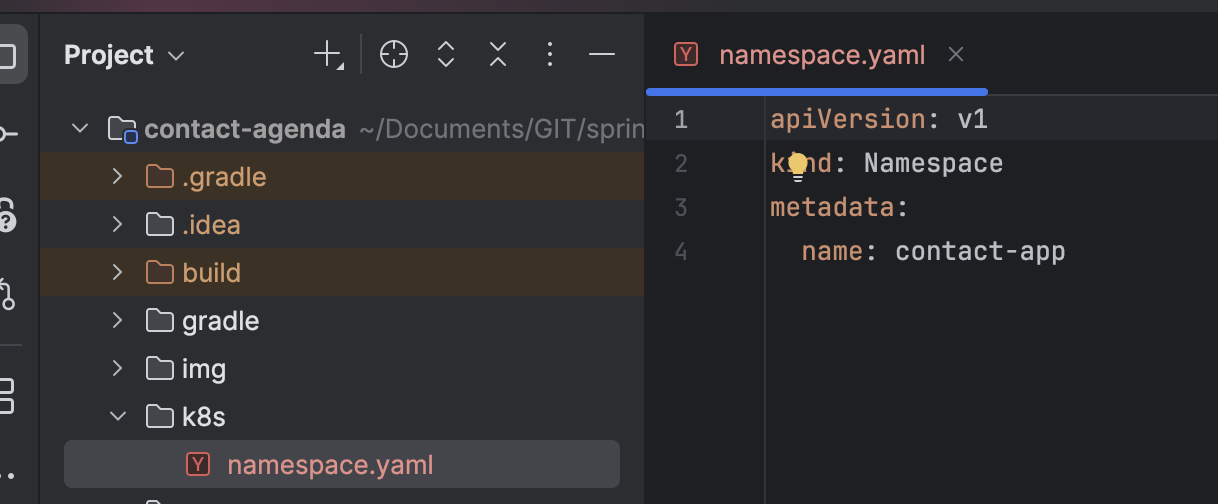 Project
contact-agenda ~/Documents/GIT/sprin
.gradle
.idea
build
gradle
img
k8s
namespace.yaml
namespace.yaml
1 apiVersion: v1
2 kind: Namespace
3 metadata:
4 name: contact-app